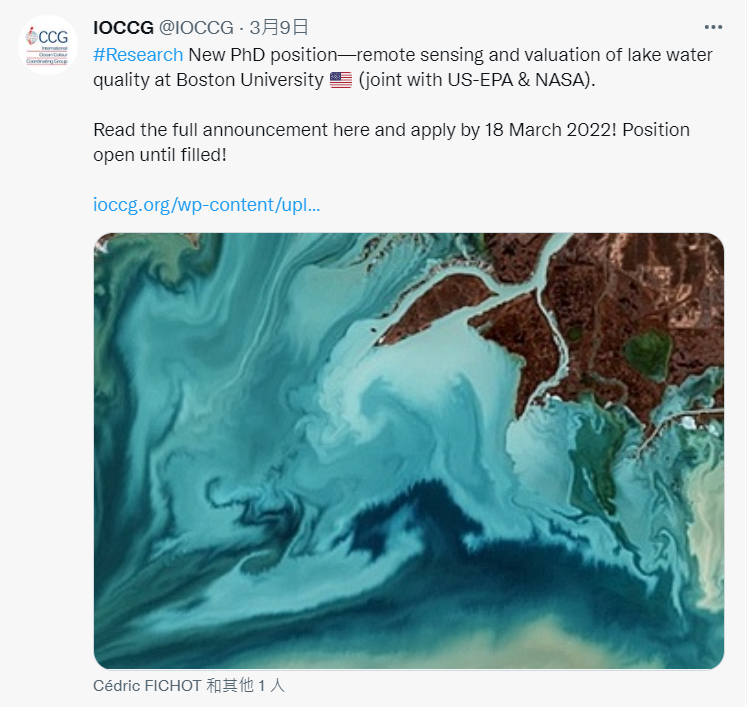 IOCCG @IOCCG · 3月9日
CCG
International
Ocean Colour
Coordinating Group
#Research New PhD position—remote sensing and valuation of lake water
quality at Boston University 🇺🇸 (joint with US-EPA & NASA).
Read the full announcement here and apply by 18 March 2022! Position
open until filled!
ioccg.org/wp-content/upl...
Cédric FICHOT 和其他 1 人